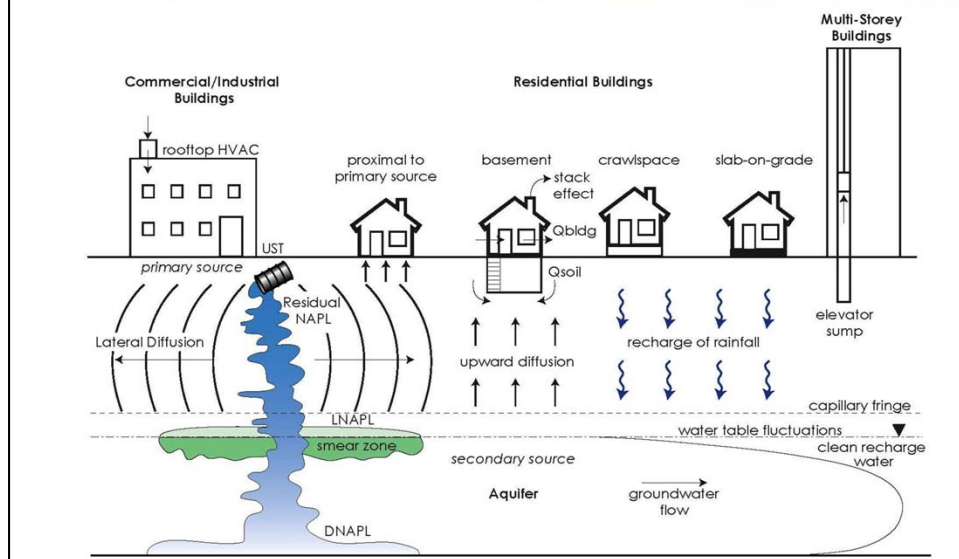 Multi-Storey
Buildings
Commercial/Industrial
Buildings
Residential Buildings
rooftop HVAC
proximal to
primary source
basement
stack
effect
crawlspace
slab-on-grade
Qbldg
UST
primary source
Qsoil
Residual
NAPL
elevator
sump
Lateral Diffusion
upward diffusion
recharge of rainfall
capillary fringe
LNAPL
water table fluctuations
smear zone
clean recharge
water
secondary source
Aquifer
groundwater
flow
DNAPL